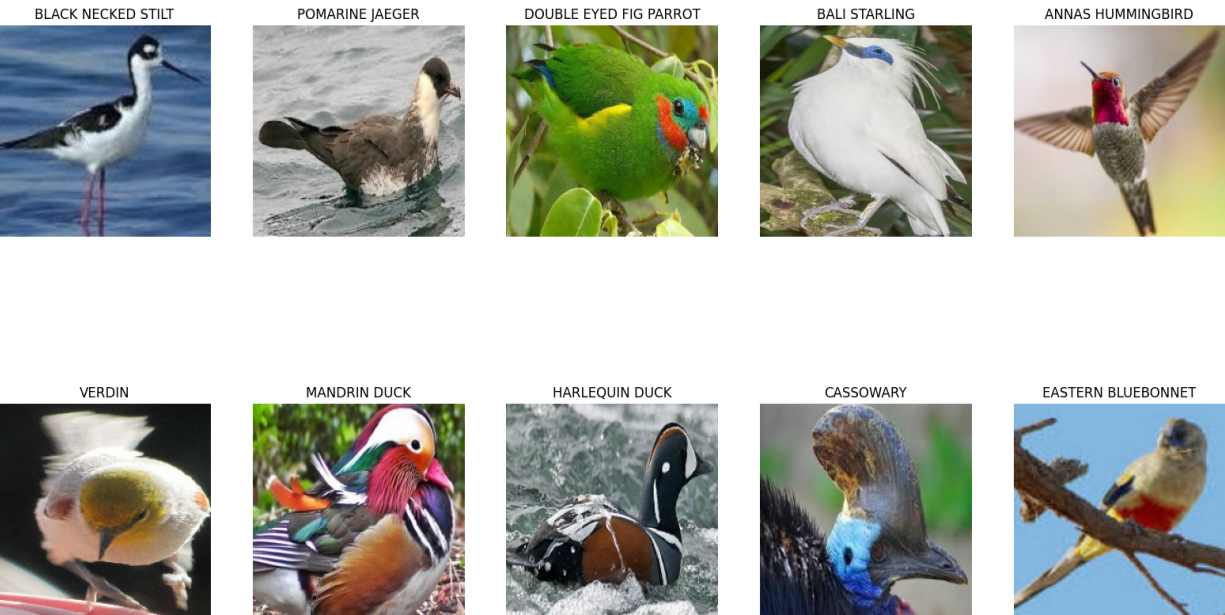 BLACK NECKED STILT
POMARINE JAEGER
DOUBLE EYED FIG PARROT
BALI STARLING
ANNAS HUMMINGBIRD
VERDIN
MANDRIN DUCK
HARLEQUIN DUCK
CASSOWARY
EASTERN BLUEBONNET